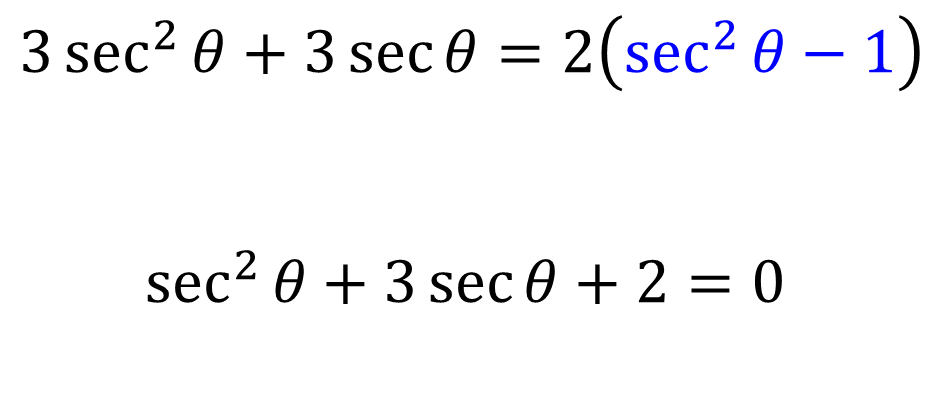 3 sec² θ + 3 sec θ = 2(sec² θ − 1)
sec² θ + 3 sec θ + 2 = 0